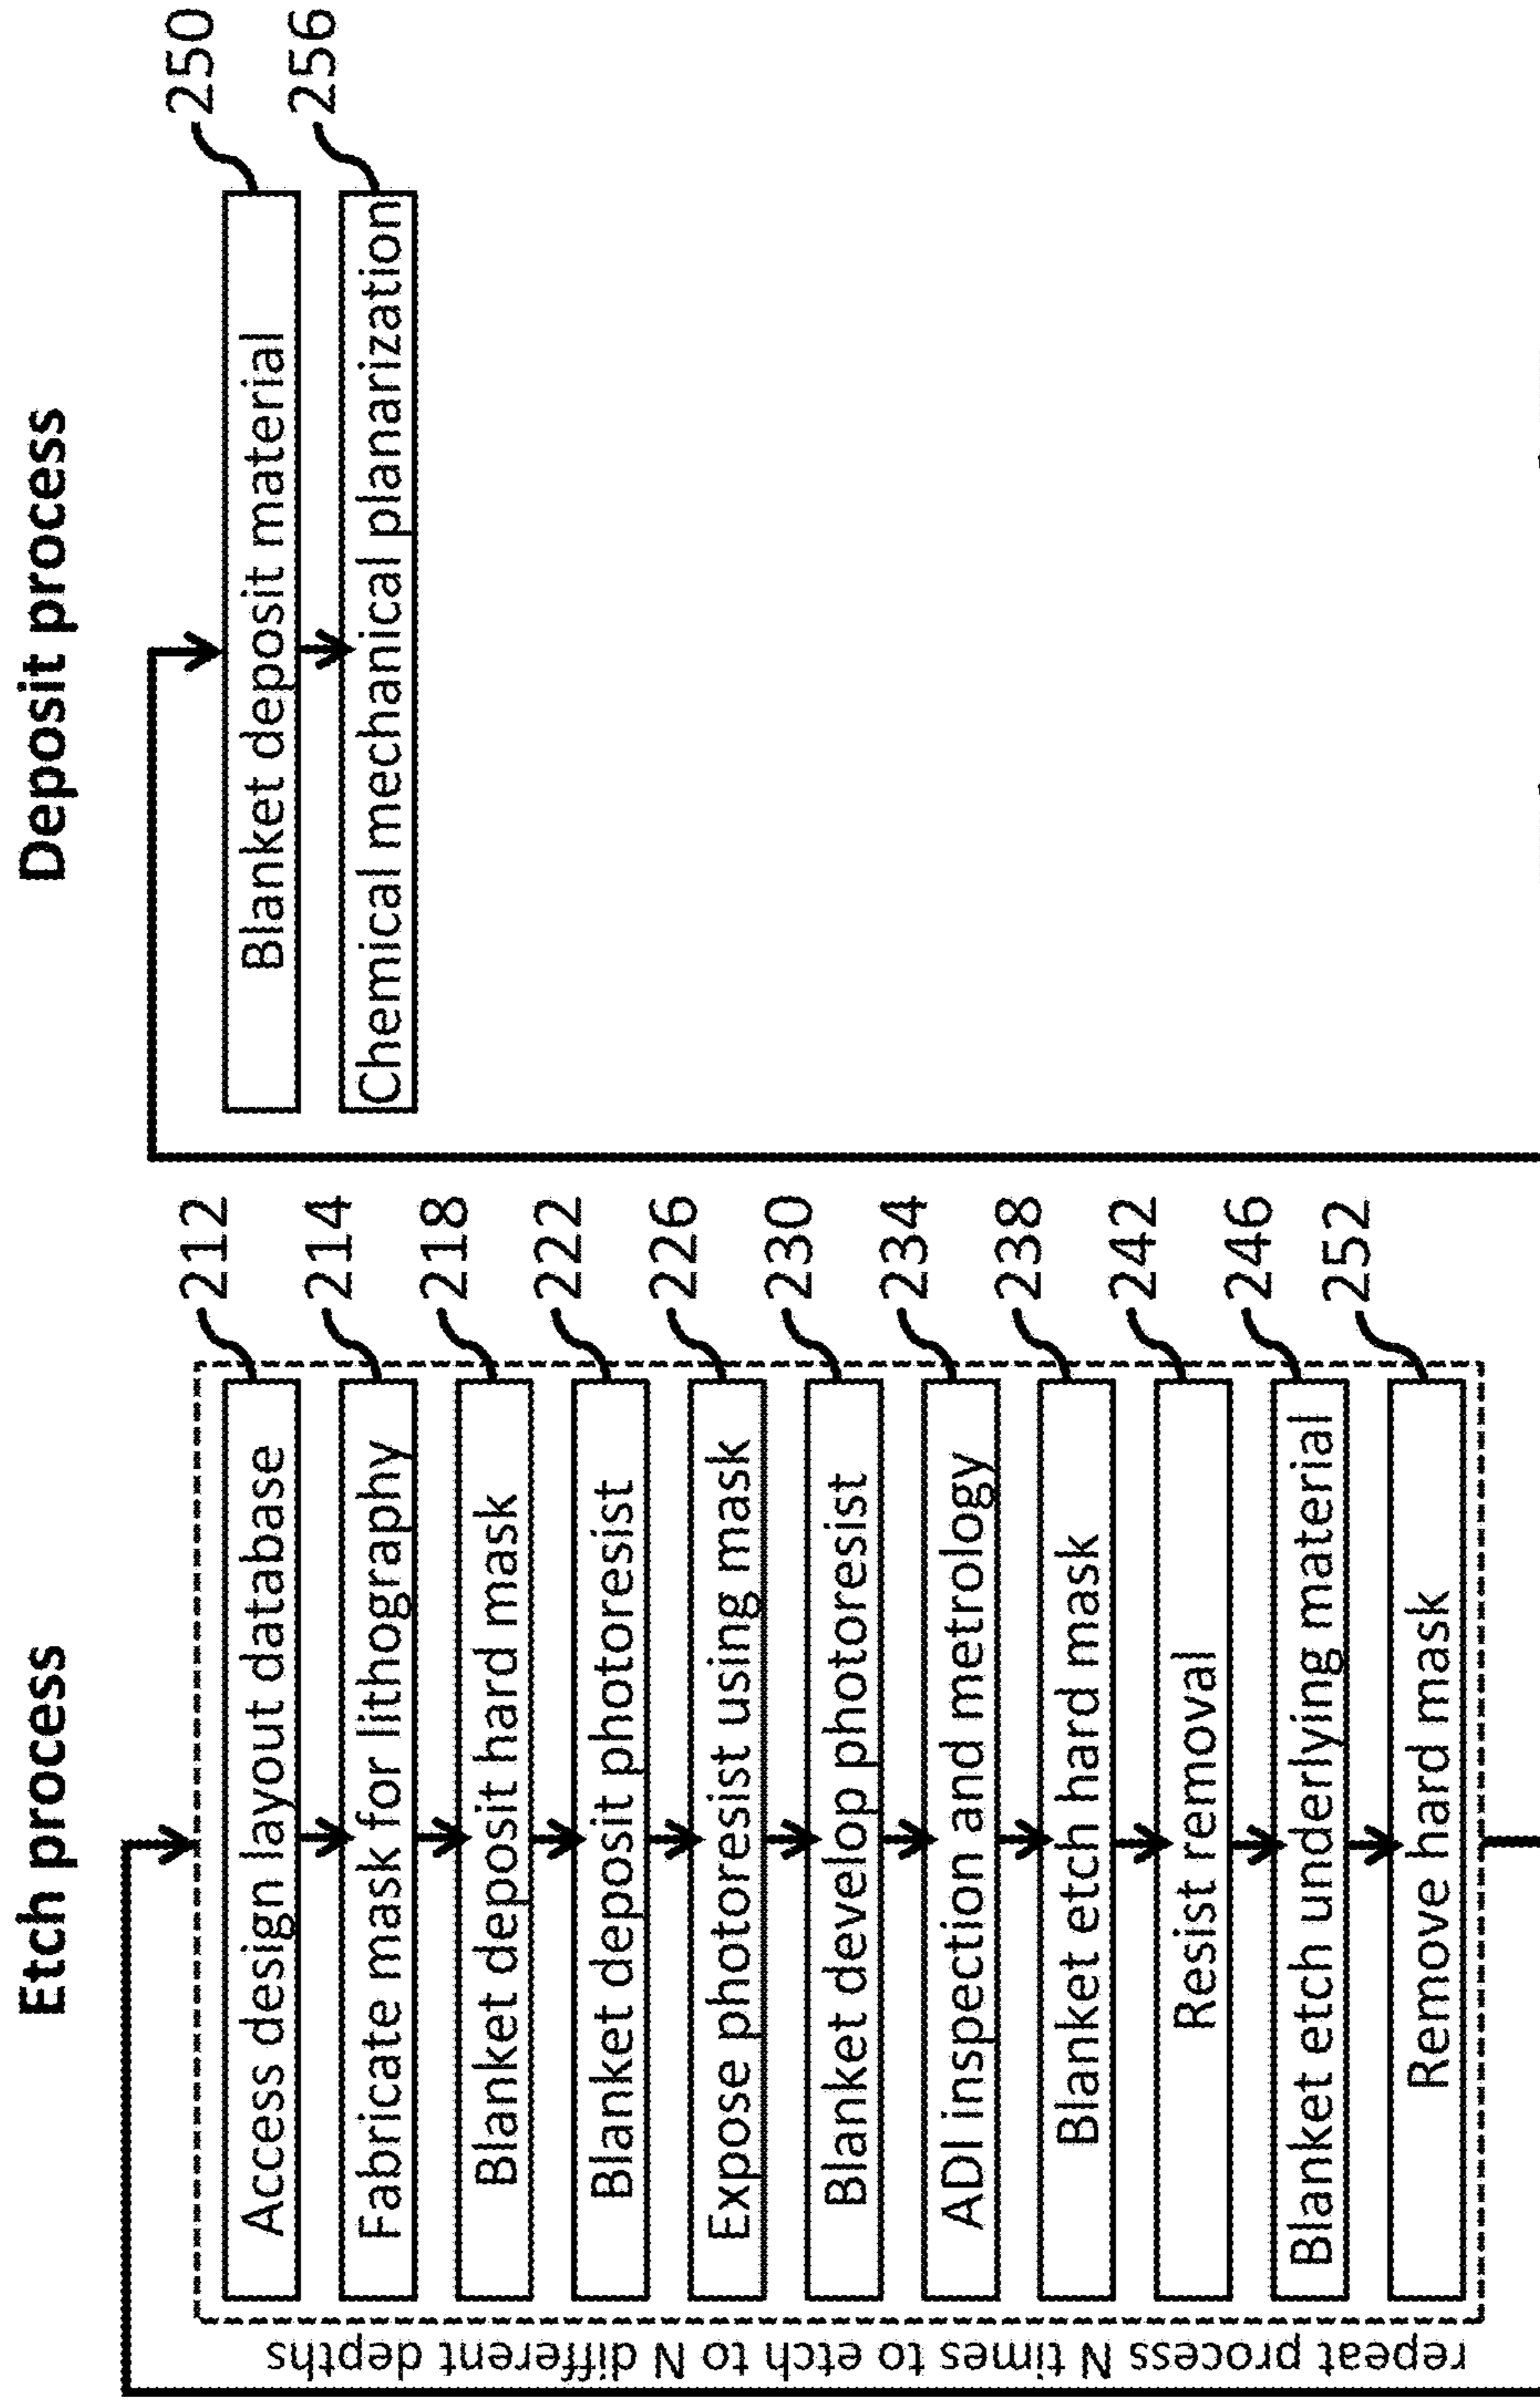 Etch process
repeat process N times to etch to N different depths
Access design layout database
212
Fabricate mask for lithography
214
Blanket deposit hard mask
218
Blanket deposit photoresist
222
Expose photoresist using mask
226
Blanket develop photoresist
230
ADI inspection and metrology
234
Blanket etch hard mask
238
Resist removal
242
Blanket etch underlying material
246
Remove hard mask
252
Deposit process
Blanket deposit material
250
Chemical mechanical planarization
256